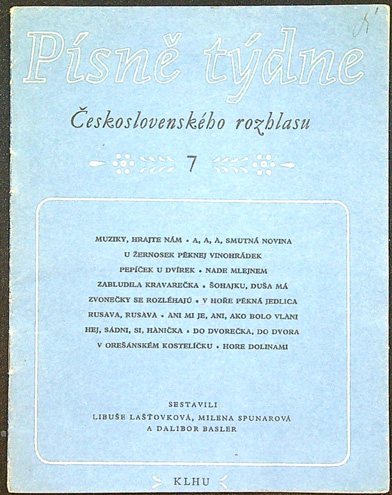 Písně týdne
Československého rozhlasu
7
MUZIKY, HRAJTE NÁM • A, A, A, SMUTNÁ NOVINA
U ŽERNOSEK PĚKNEJ VINOHRÁDEK
PEPÍČEK U DVÍREK • NADE MLEJNEM
ZABLUDILA KRAVAREČKA • ŠOHAJKU, DUŠA MÁ
ZVONEČKY SE ROZLÉHAJÚ • V HOŘE PĚKNÁ JEDLICA
RUSAVA, RUSAVA • ANI MI JE, ANI, AKO BOLO VLANI
HEJ, SADNI, SI, HANIČKA • DO DVOREČKA, DO DVORA
V OREŠÁNSKÉM KOSTELÍČKU • HORE DOLINAMI
SESTAVILI
LIBUŠE LAŠŤOVKOVÁ, MILENA SPUNAROVÁ
A DALIBOR BASLER
KLHU